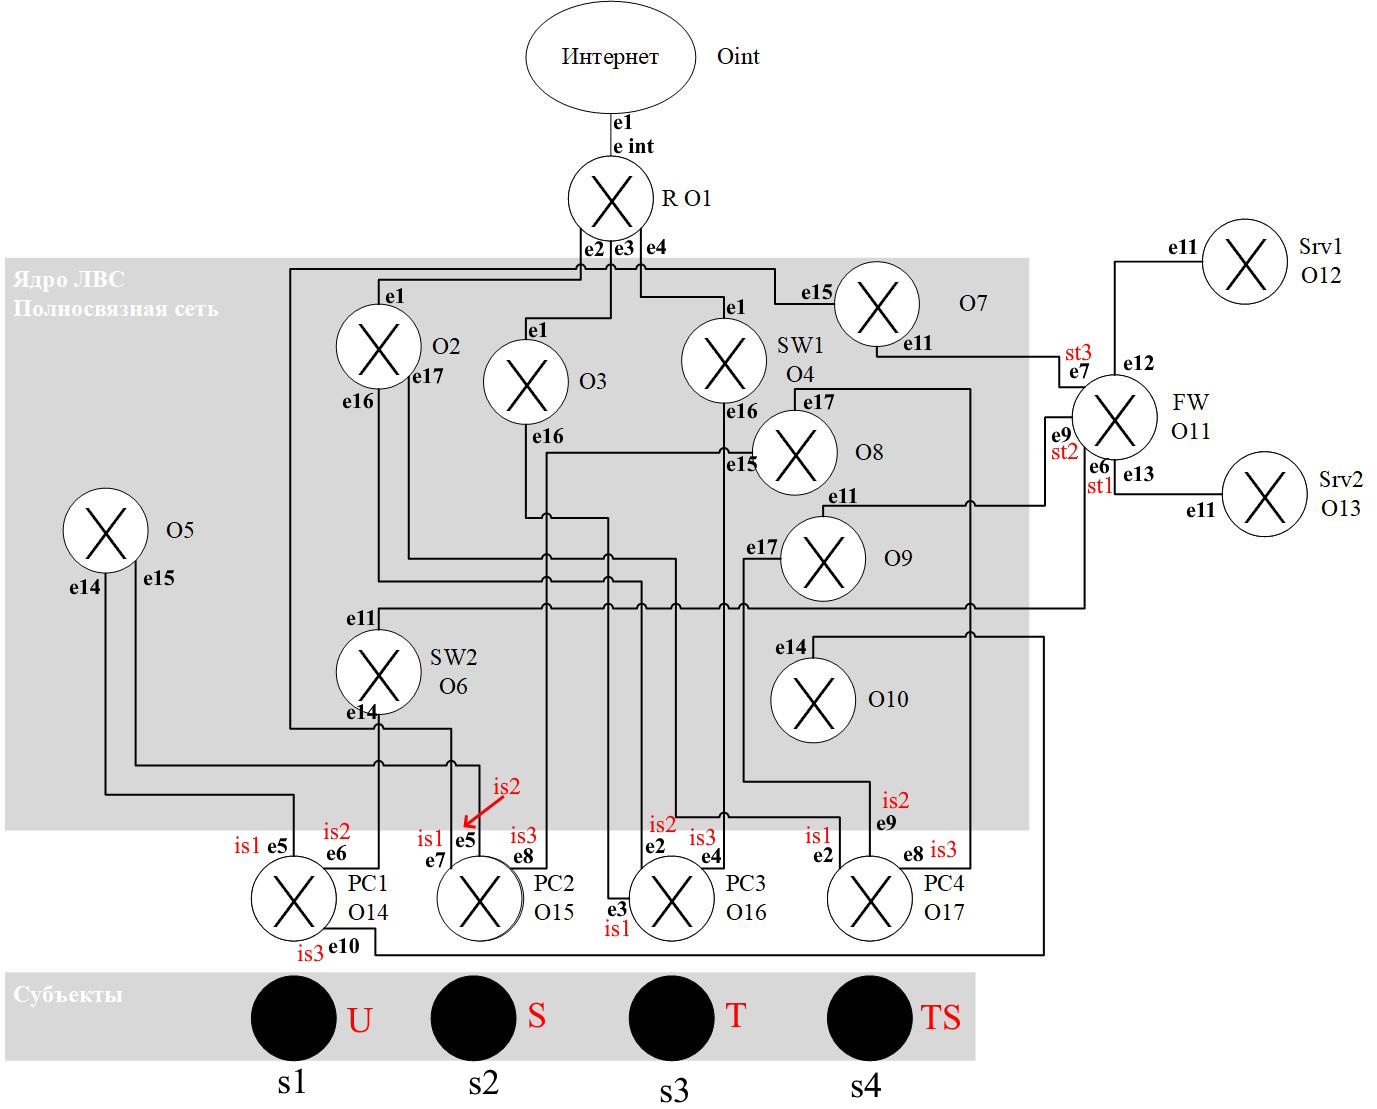 Интернет
Oint
e1
e int
R O1
e2
e3
e4
Ядро ЛВС
Полносвязная сеть
e1
O2
e17
e16
e1
O3
e16
e1
SW1
O4
e16
e15
O7
e11
e17
O8
e15
e11
e17
O9
e14
O10
O5
e14
e15
e11
SW2
O6
e14
e11
Srv1
O12
st3
e7
e12
FW
O11
e9
st2
e6
st1
e13
Srv2
O13
e11
is1
e5
is2
e6
PC1
O14
is3
e10
is2
is1
e7
e5
is3
e8
PC2
O15
is2
e2
is3
e4
PC3
O16
e3
is1
is1
e2
is2
e9
e8
is3
PC4
O17
Субъекты
U
S
T
TS
s1
s2
s3
s4